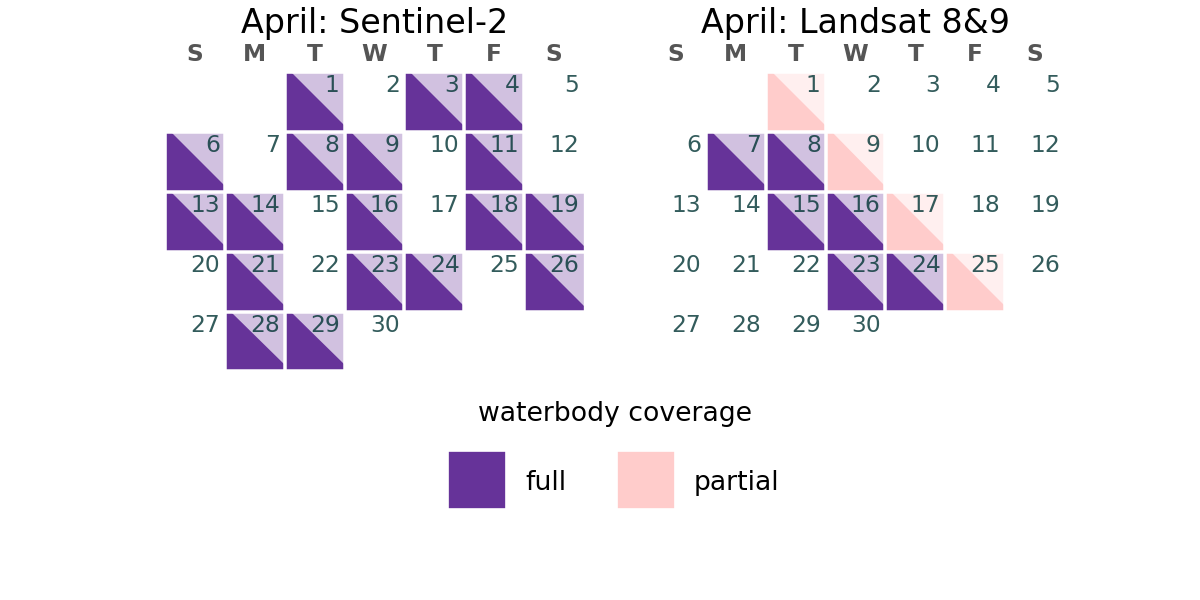 April: Sentinel-2
S M T W T F S
1 2 3 4 5
6 7 8 9 10 11 12
13 14 15 16 17 18 19
20 21 22 23 24 25 26
27 28 29 30
April: Landsat 8&9
S M T W T F S
1 2 3 4 5
6 7 8 9 10 11 12
13 14 15 16 17 18 19
20 21 22 23 24 25 26
27 28 29 30
waterbody coverage
full partial